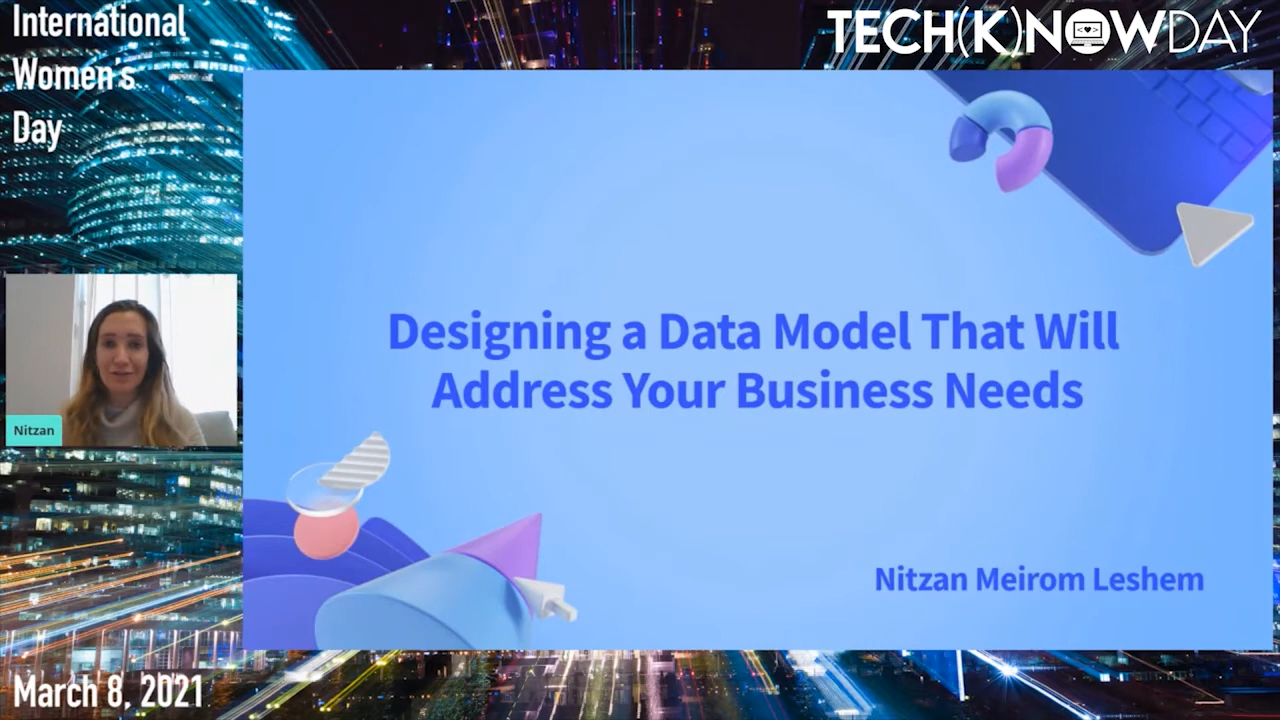 International
Women's
Day
TECH(K)NOWDAY
Designing a Data Model That Will
Address Your Business Needs
Nitzan
Nitzan Meirom Leshem
March 8, 2021